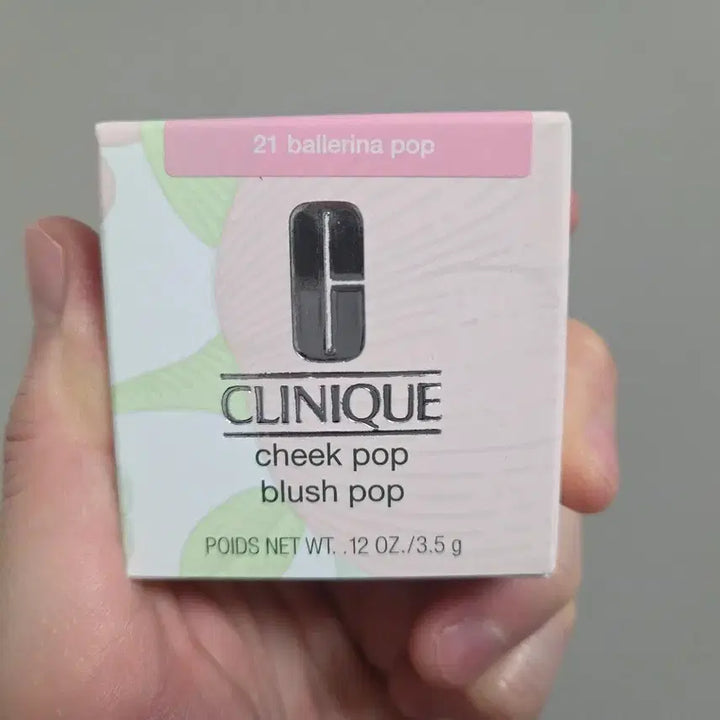 21 ballerina pop
CLINIQUE
cheek pop
blush pop
POIDS NET WT. .12 OZ./3.5 g